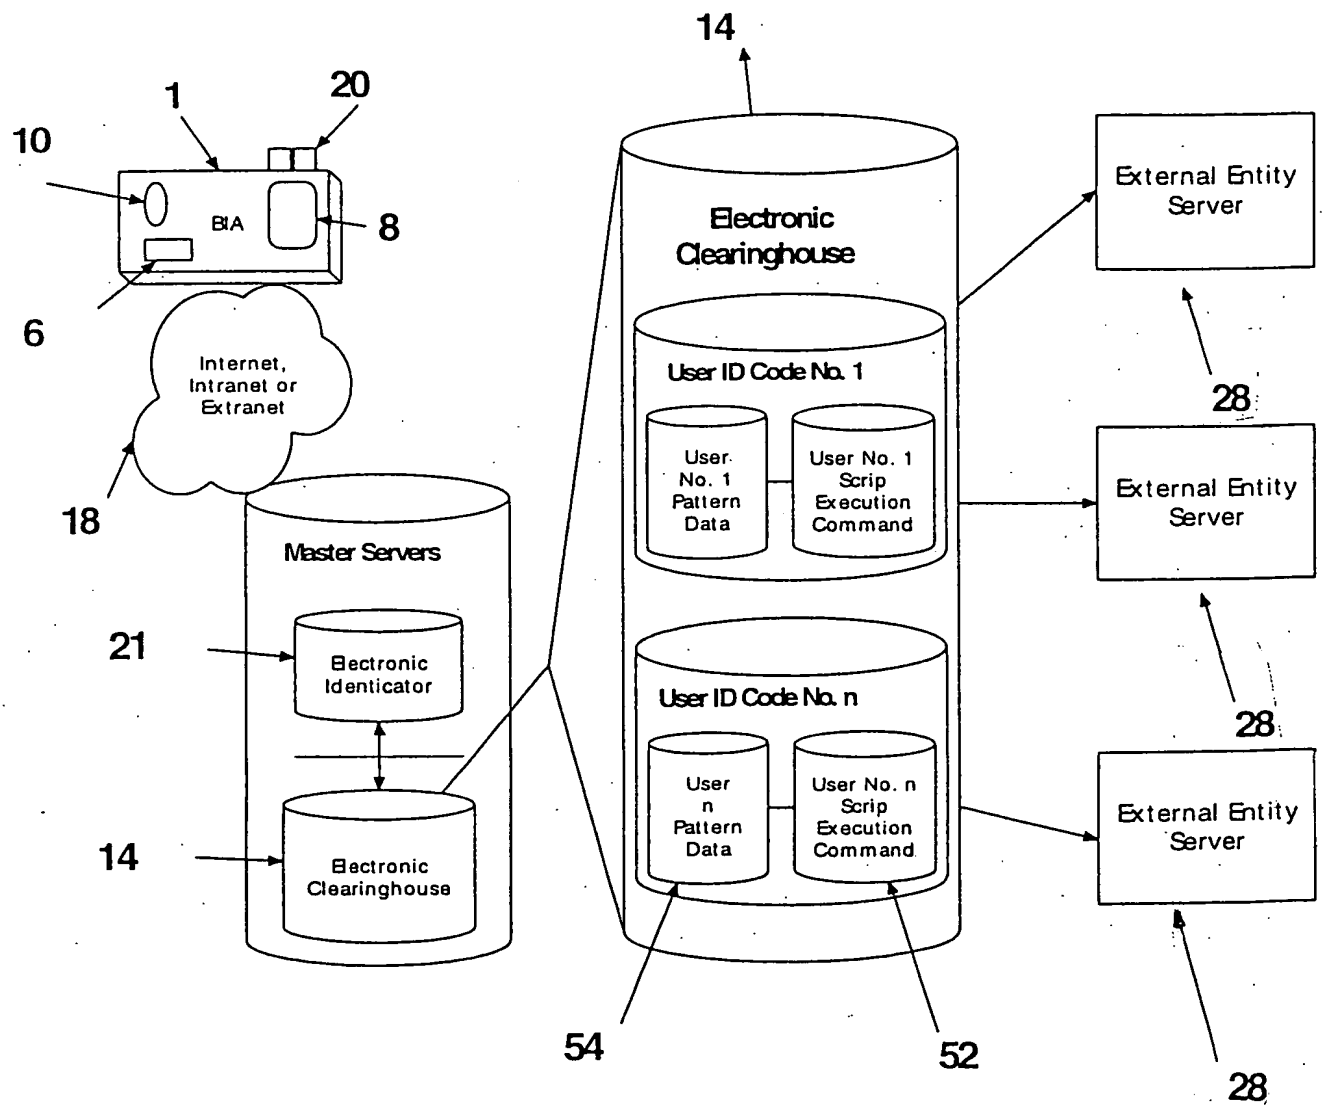 14
20
1
10
BIA
8
6
Internet,
Intranet or
Extranet
18
Master Servers
21
Electronic
Identicator
14
Electronic
Clearinghouse
Electronic
Clearinghouse
User ID Code No. 1
User
No. 1
Pattern
Data
User No. 1
Scrip
Execution
Command
User ID Code No. n
User
n
Pattern
Data
User No. n
Scrip
Execution
Command
54
52
External Entity
Server
28
External Entity
Server
28
External Entity
Server
28